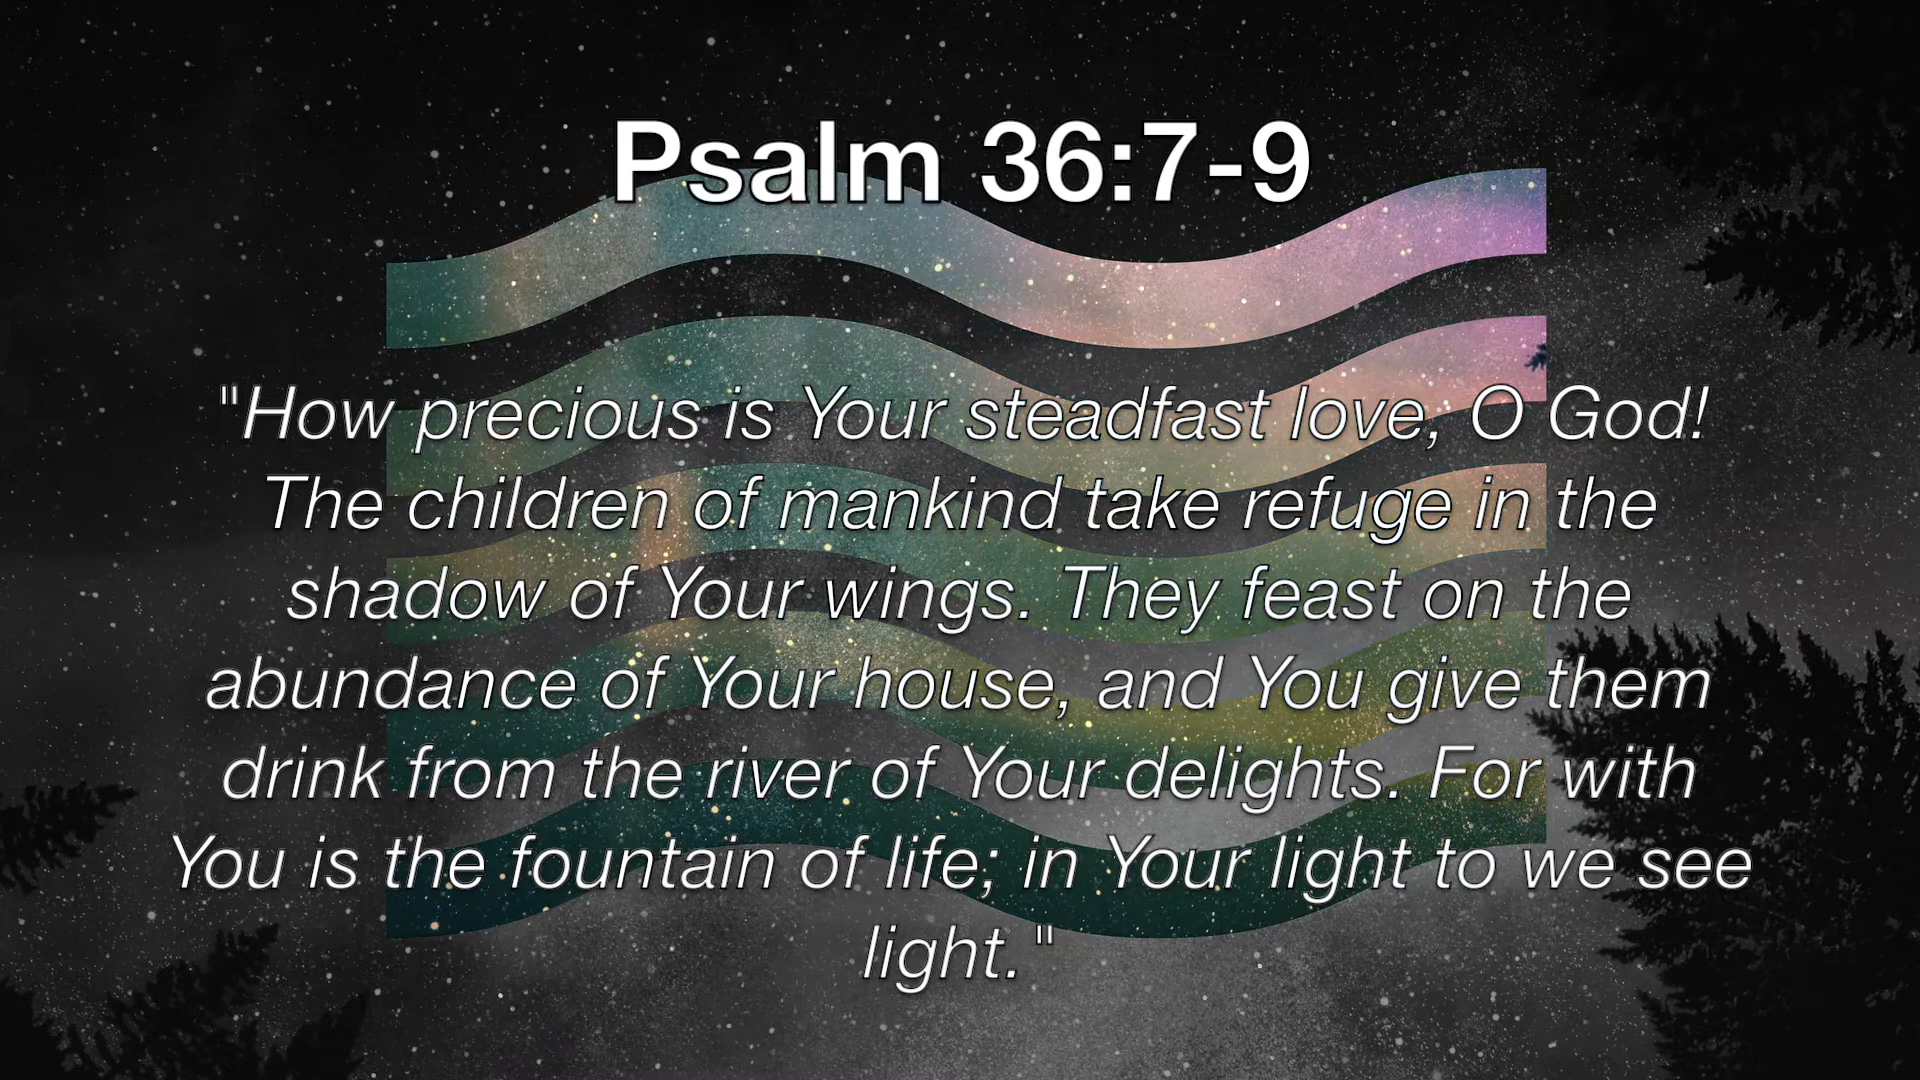 Psalm 36:7-9
"How precious is Your steadfast love, O God!
The children of mankind take refuge in the
shadow of Your wings. They feast on the
abundance of Your house, and You give them
drink from the river of Your delights. For with
You is the fountain of life; in Your light to we see
light."